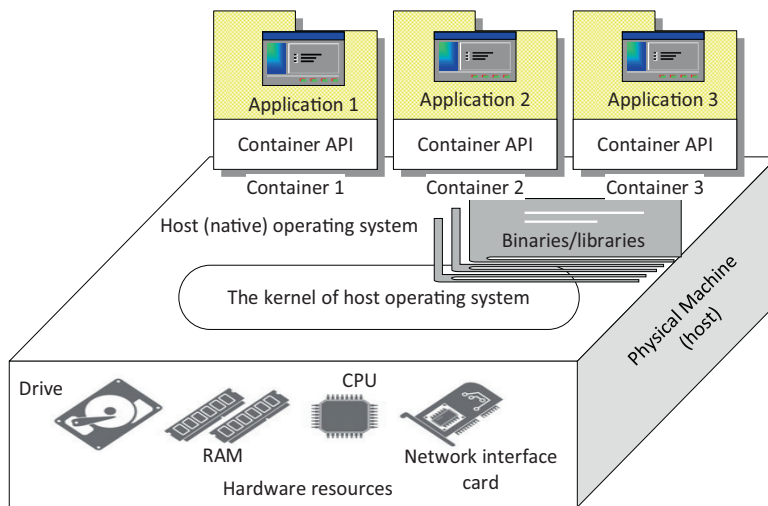 Application 1
Application 2
Application 3
Container API
Container API
Container API
Container 1
Container 2
Container 3
Host (native) operating system
Binaries/libraries
The kernel of host operating system
Physical Machine
(host)
Drive
CPU
RAM
Network interface
card
Hardware resources